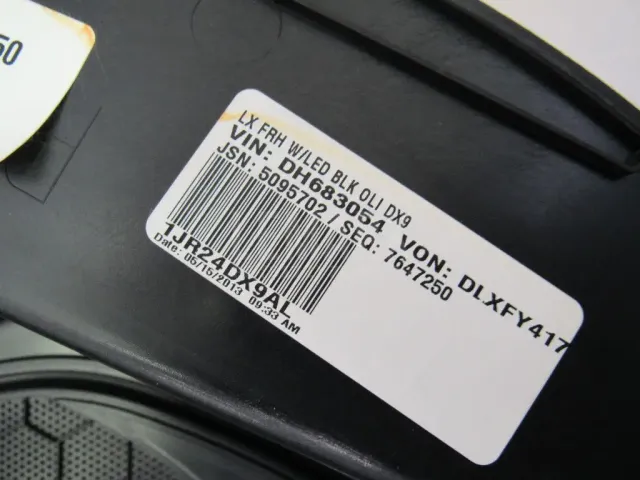 50
LX FRH W/LED BLK OLI DX9
VIN: DH683054 VON: DLXFY417
JSN: 5095702 / SEQ: 7647250
1JR24DX9AL
Date: 05/15/2013 09:33 AM